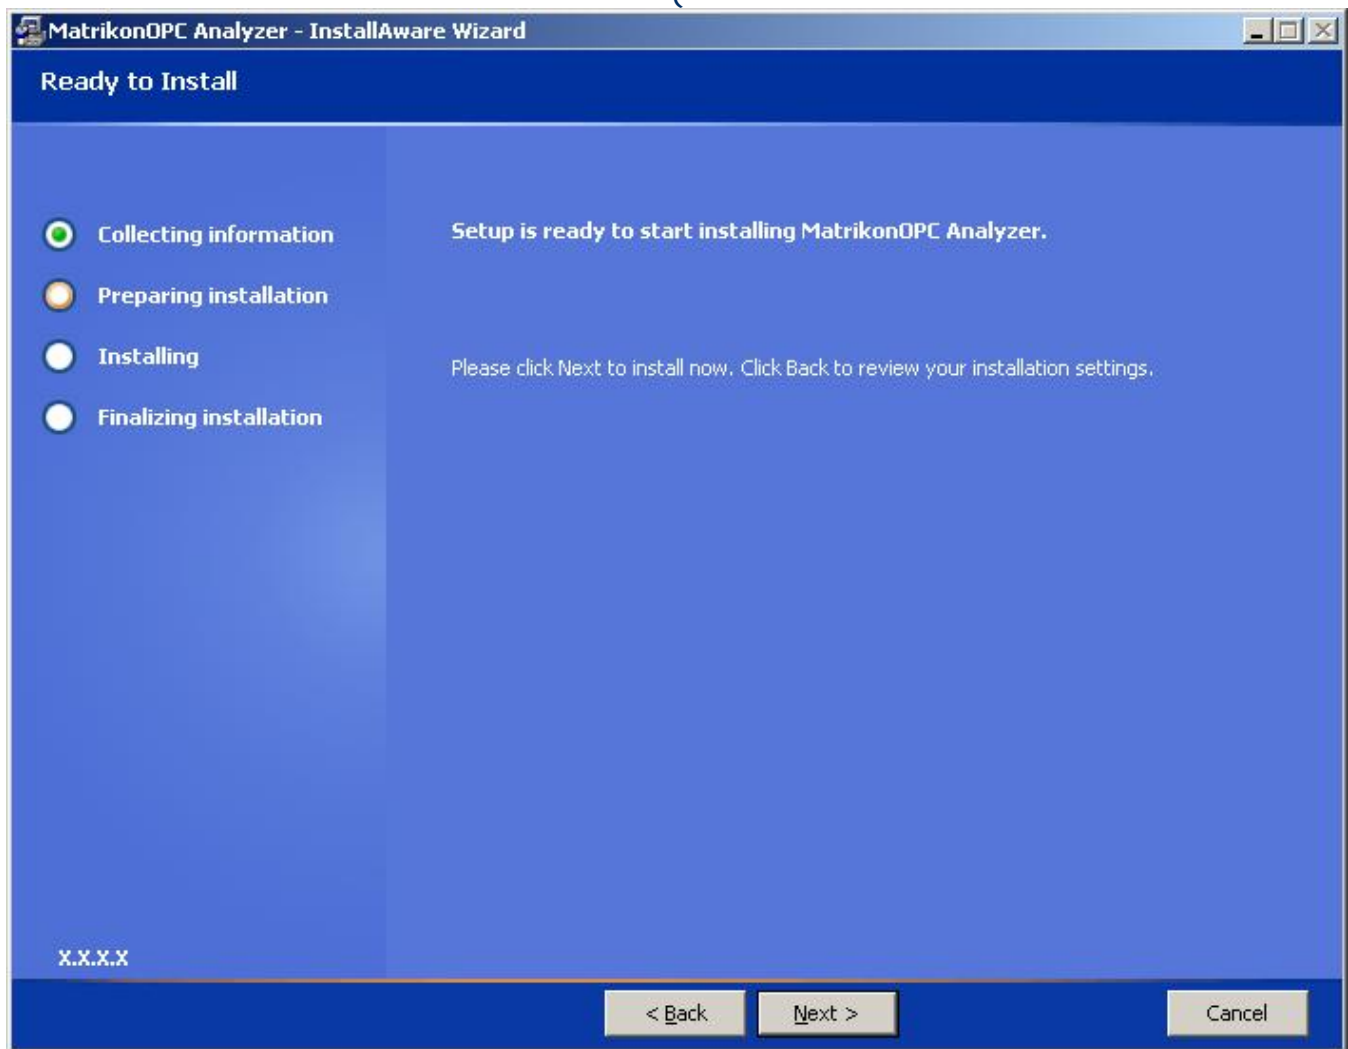 MatrikonOPC Analyzer - InstallAware Wizard
Ready to Install
Collecting information
Preparing installation
Installing
Finalizing installation
Setup is ready to start installing MatrikonOPC Analyzer.
Please click Next to install now. Click Back to review your installation settings.
X.X.X.X
< Back
Next >
Cancel